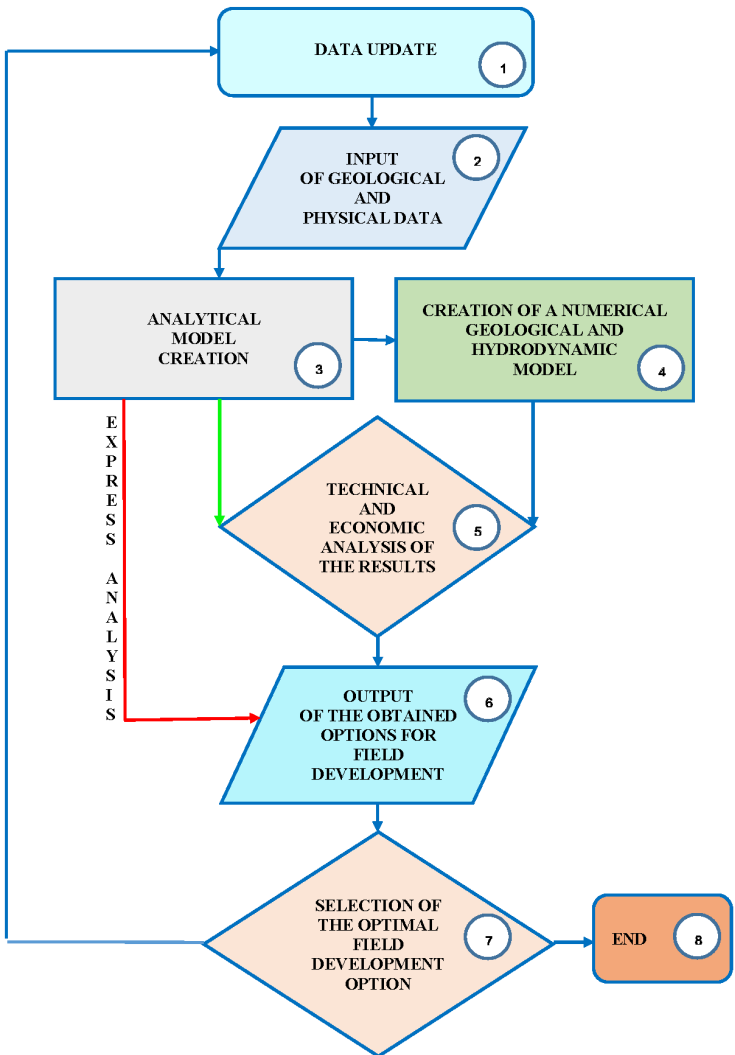 DATA UPDATE
1
INPUT
OF GEOLOGICAL
AND
PHYSICAL DATA
2
ANALYTICAL
MODEL
CREATION
3
CREATION OF A NUMERICAL
GEOLOGICAL AND
HYDRODYNAMIC
MODEL
4
EXPRESS ANALYSIS
TECHNICAL
AND
ECONOMIC
ANALYSIS OF
THE RESULTS
5
OUTPUT
OF THE OBTAINED
OPTIONS FOR
FIELD
DEVELOPMENT
6
SELECTION OF
THE OPTIMAL
FIELD
DEVELOPMENT
OPTION
7
END
8